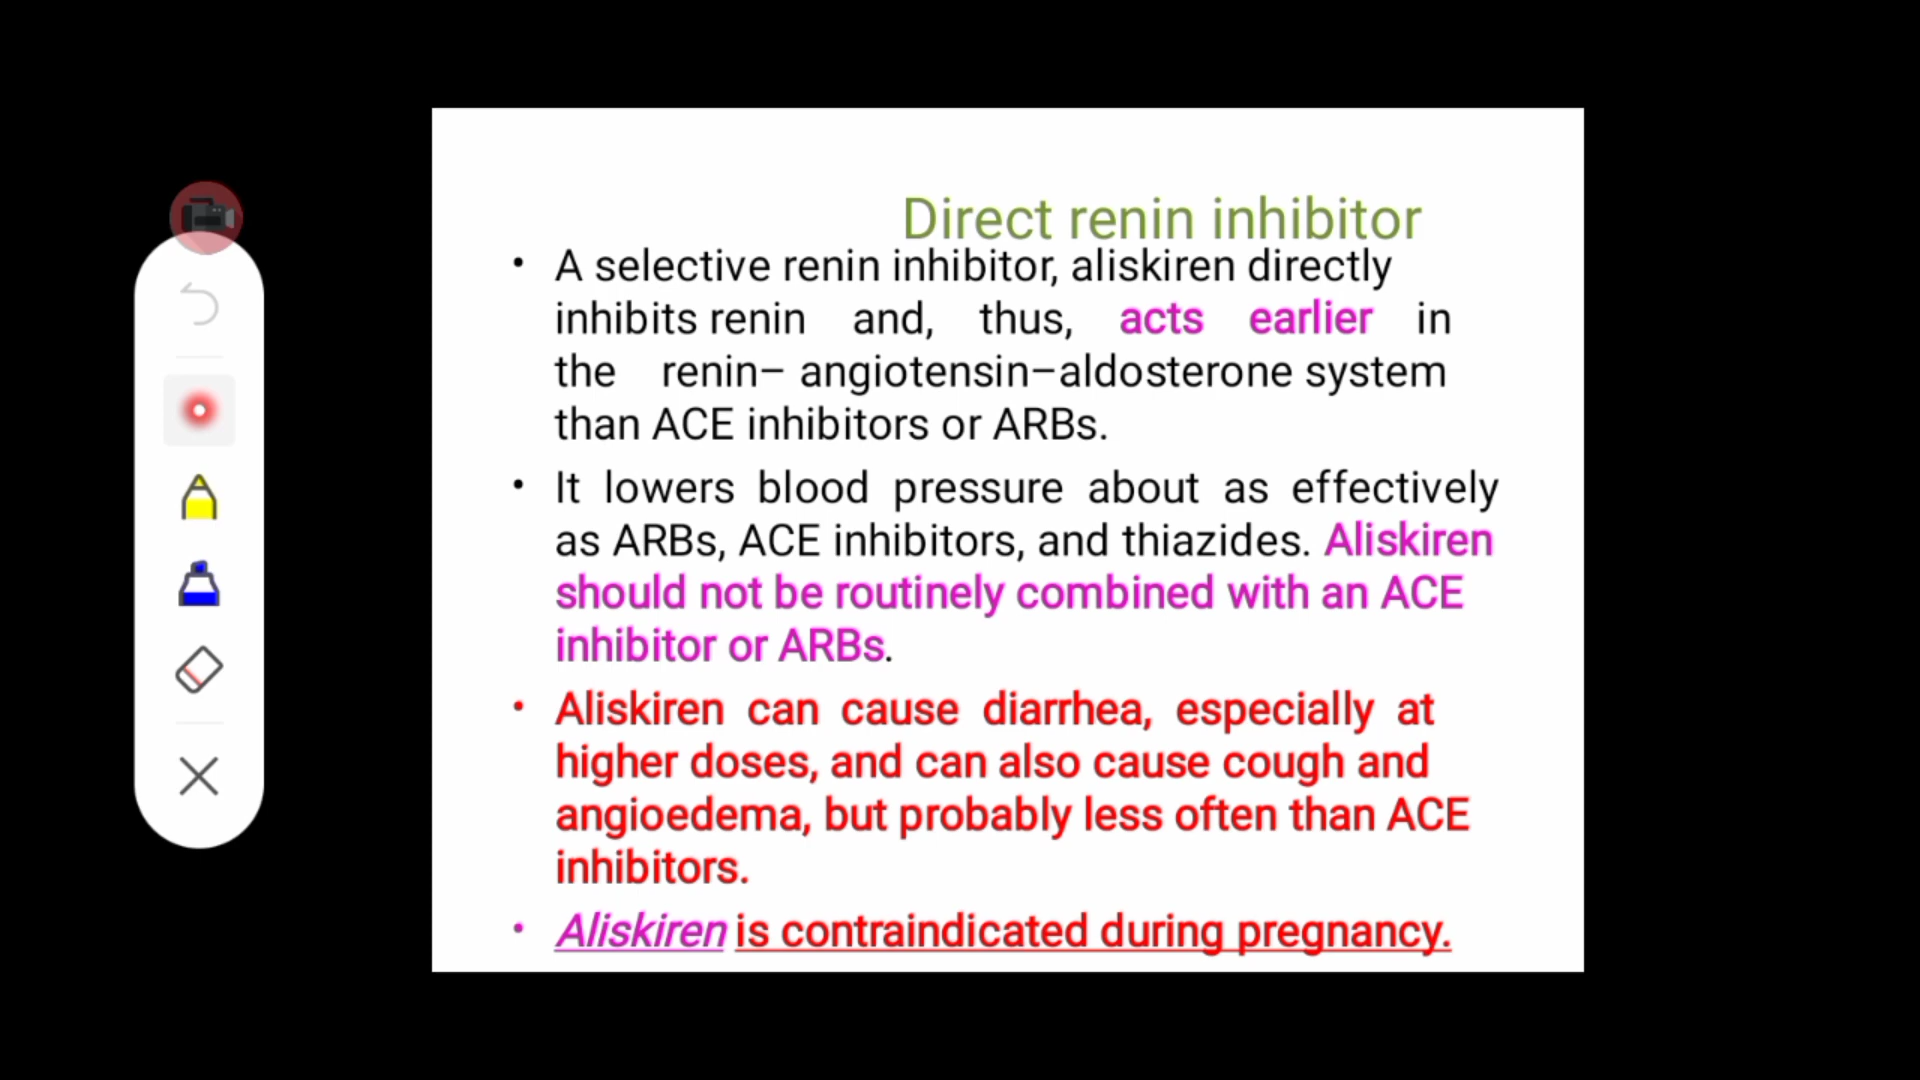 Direct renin inhibitor
• A selective renin inhibitor, aliskiren directly
inhibits renin and, thus, acts earlier in
the renin– angiotensin–aldosterone system
than ACE inhibitors or ARBs.
• It lowers blood pressure about as effectively
as ARBs, ACE inhibitors, and thiazides. Aliskiren
should not be routinely combined with an ACE
inhibitor or ARBs.
• Aliskiren can cause diarrhea, especially at
higher doses, and can also cause cough and
angioedema, but probably less often than ACE
inhibitors.
• Aliskiren is contraindicated during pregnancy.